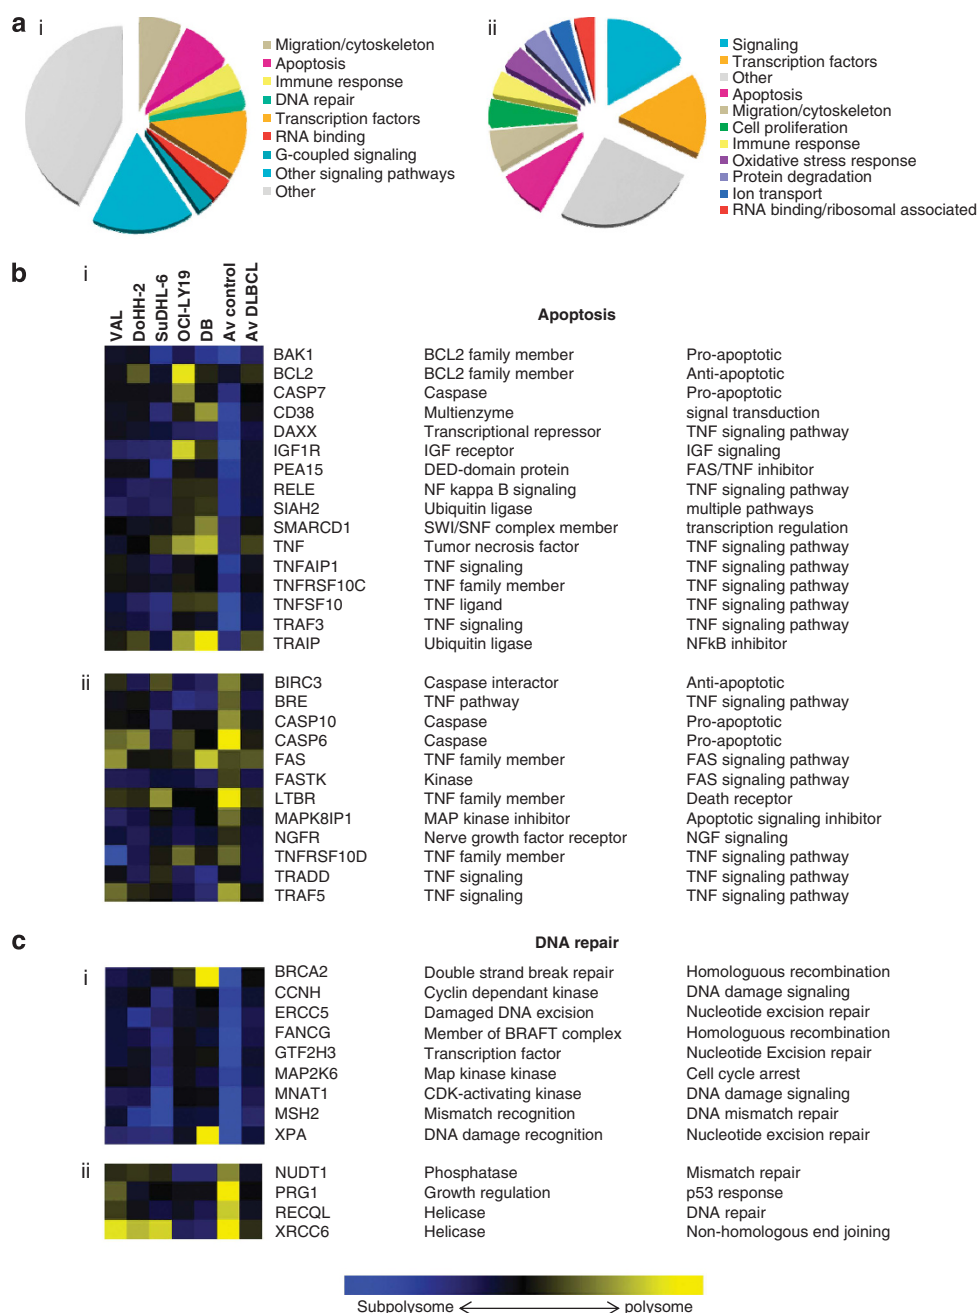 a
i
Migration/cytoskeleton
Apoptosis
Immune response
DNA repair
Transcription factors
RNA binding
G-coupled signaling
Other signaling pathways
Other
ii
Signaling
Transcription factors
Other
Apoptosis
Migration/cytoskeleton
Cell proliferation
Immune response
Oxidative stress response
Protein degradation
Ion transport
RNA binding/ribosomal associated
b
i
VAL DoHH-2 SuDHL-6 OCI-LY19 DB Av control Av DLBCL
Apoptosis
BAK1 BCL2 family member Pro-apoptotic
BCL2 BCL2 family member Anti-apoptotic
CASP7 Caspase Pro-apoptotic
CD38 Multienzyme signal transduction
DAXX Transcriptional repressor TNF signaling pathway
IGF1R IGF receptor IGF signaling
PEA15 DED-domain protein FAS/TNF inhibitor
RELE NF kappa B signaling TNF signaling pathway
SIAH2 Ubiquitin ligase multiple pathways
SMARCD1 SWI/SNF complex member transcription regulation
TNF Tumor necrosis factor TNF signaling pathway
TNFAIP1 TNF signaling TNF signaling pathway
TNFRSF10C TNF family member TNF signaling pathway
TNFSF10 TNF ligand TNF signaling pathway
TRAF3 TNF signaling TNF signaling pathway
TRAIP Ubiquitin ligase NFkB inhibitor
ii
BIRC3 Caspase interactor Anti-apoptotic
BRE TNF pathway TNF signaling pathway
CASP10 Caspase Pro-apoptotic
CASP6 Caspase Pro-apoptotic
FAS TNF family member FAS signaling pathway
FASTK Kinase FAS signaling pathway
LTBR TNF family member Death receptor
MAPK8IP1 MAP kinase inhibitor Apoptotic signaling inhibitor
NGFR Nerve growth factor receptor NGF signaling
TNFRSF10D TNF family member TNF signaling pathway
TRADD TNF signaling TNF signaling pathway
TRAF5 TNF signaling TNF signaling pathway
c
DNA repair
i
BRCA2 Double strand break repair Homologuous recombination
CCNH Cyclin dependant kinase DNA damage signaling
ERCC5 Damaged DNA excision Nucleotide excision repair
FANCG Member of BRAFT complex Homologuous recombination
GTF2H3 Transcription factor Nucleotide Excision repair
MAP2K6 Map kinase kinase Cell cycle arrest
MNAT1 CDK-activating kinase DNA damage signaling
MSH2 Mismatch recognition DNA mismatch repair
XPA DNA damage recognition Nucleotide excision repair
ii
NUDT1 Phosphatase Mismatch repair
PRG1 Growth regulation p53 response
RECQL Helicase DNA repair
XRCC6 Helicase Non-homologous end joining
Subpolysome polysome